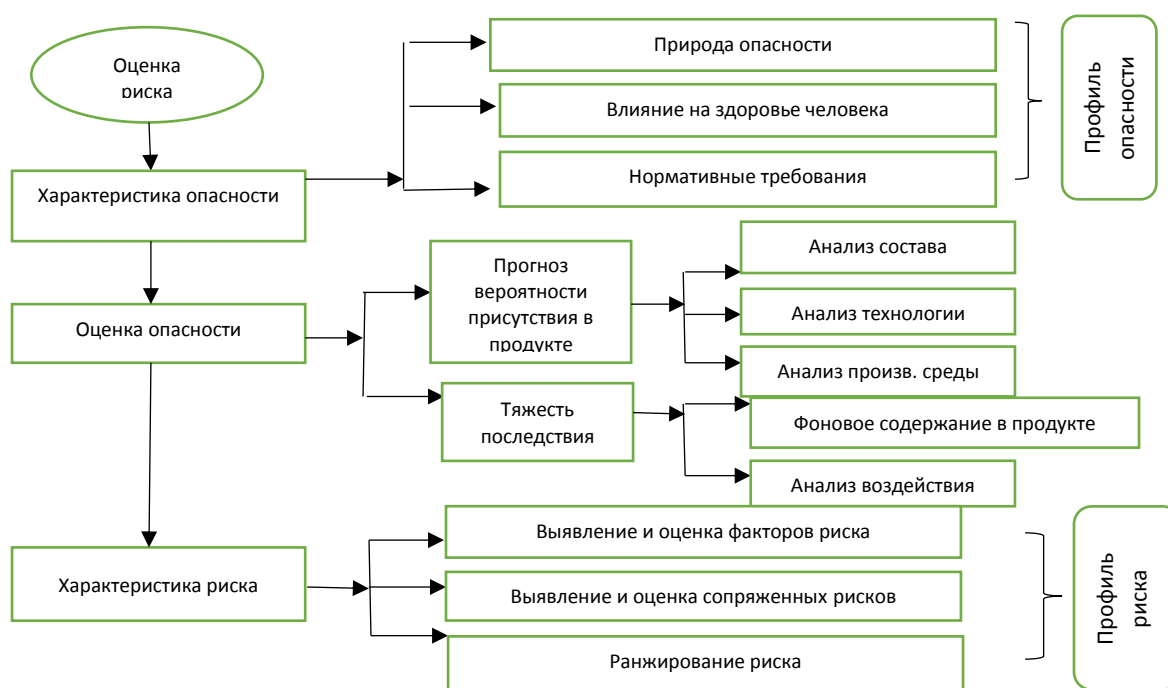 Оценка
риска
Природа опасности
Влияние на здоровье человека
Нормативные требования
Профиль
опасности
Характеристика опасности
Оценка опасности
Прогноз
вероятности
присутствия в
продукте
Анализ состава
Анализ технологии
Анализ произв. среды
Тяжесть
последствия
Фоновое содержание в продукте
Анализ воздействия
Характеристика риска
Выявление и оценка факторов риска
Выявление и оценка сопряженных рисков
Ранжирование риска
Профиль
риска